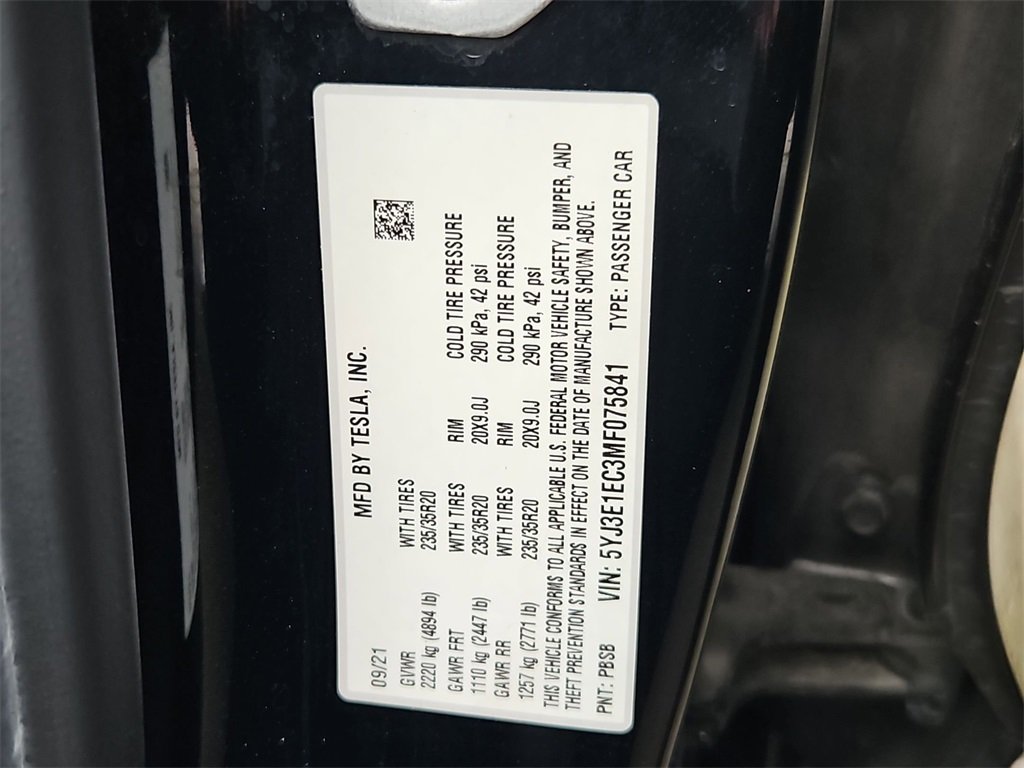 MFD BY TESLA, INC.
09/21
GVWR WITH TIRES
2220 kg (4894 lb) 235/35R20
GAWR FRT WITH TIRES RIM COLD TIRE PRESSURE
1110 kg (2447 lb) 235/35R20 20X9.0J 290 kPa, 42 psi
GAWR RR WITH TIRES RIM COLD TIRE PRESSURE
1257 kg (2771 lb) 235/35R20 20X9.0J 290 kPa, 42 psi
THIS VEHICLE CONFORMS TO ALL APPLICABLE U.S. FEDERAL MOTOR VEHICLE SAFETY, BUMPER, AND
THEFT PREVENTION STANDARDS IN EFFECT ON THE DATE OF MANUFACTURE SHOWN ABOVE.
PNT: PBSB VIN: 5YJ3E1EC3MF075841 TYPE: PASSENGER CAR